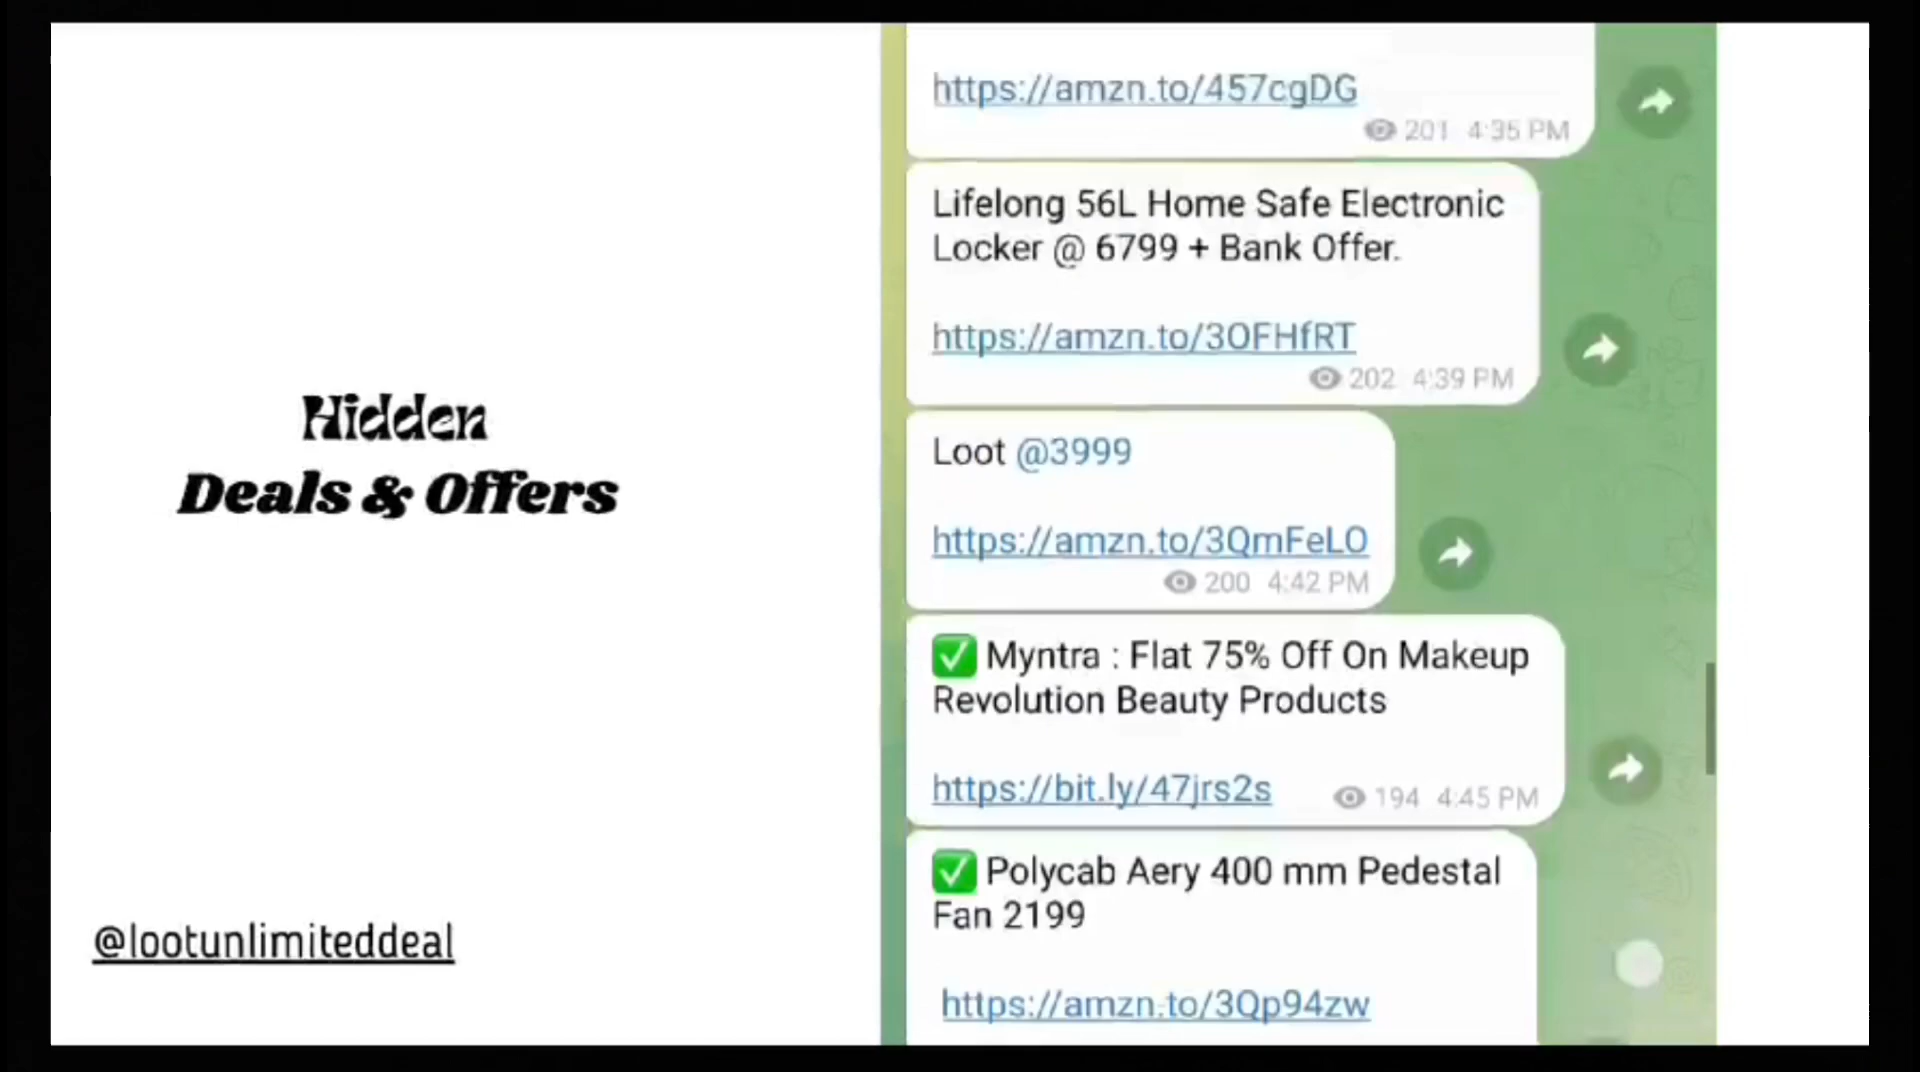 Hidden
Deals & Offers
@lootunlimiteddeal
https://amzn.to/457cgDG
201 4:35 PM
Lifelong 56L Home Safe Electronic
Locker @ 6799 + Bank Offer.
https://amzn.to/3OFHfRT
202 4:39 PM
Loot @3999
https://amzn.to/3QmFeLO
200 4:42 PM
✅ Myntra : Flat 75% Off On Makeup
Revolution Beauty Products
https://bit.ly/47jrs2s 194 4:45 PM
✅ Polycab Aery 400 mm Pedestal
Fan 2199
https://amzn.to/3Qp94zw